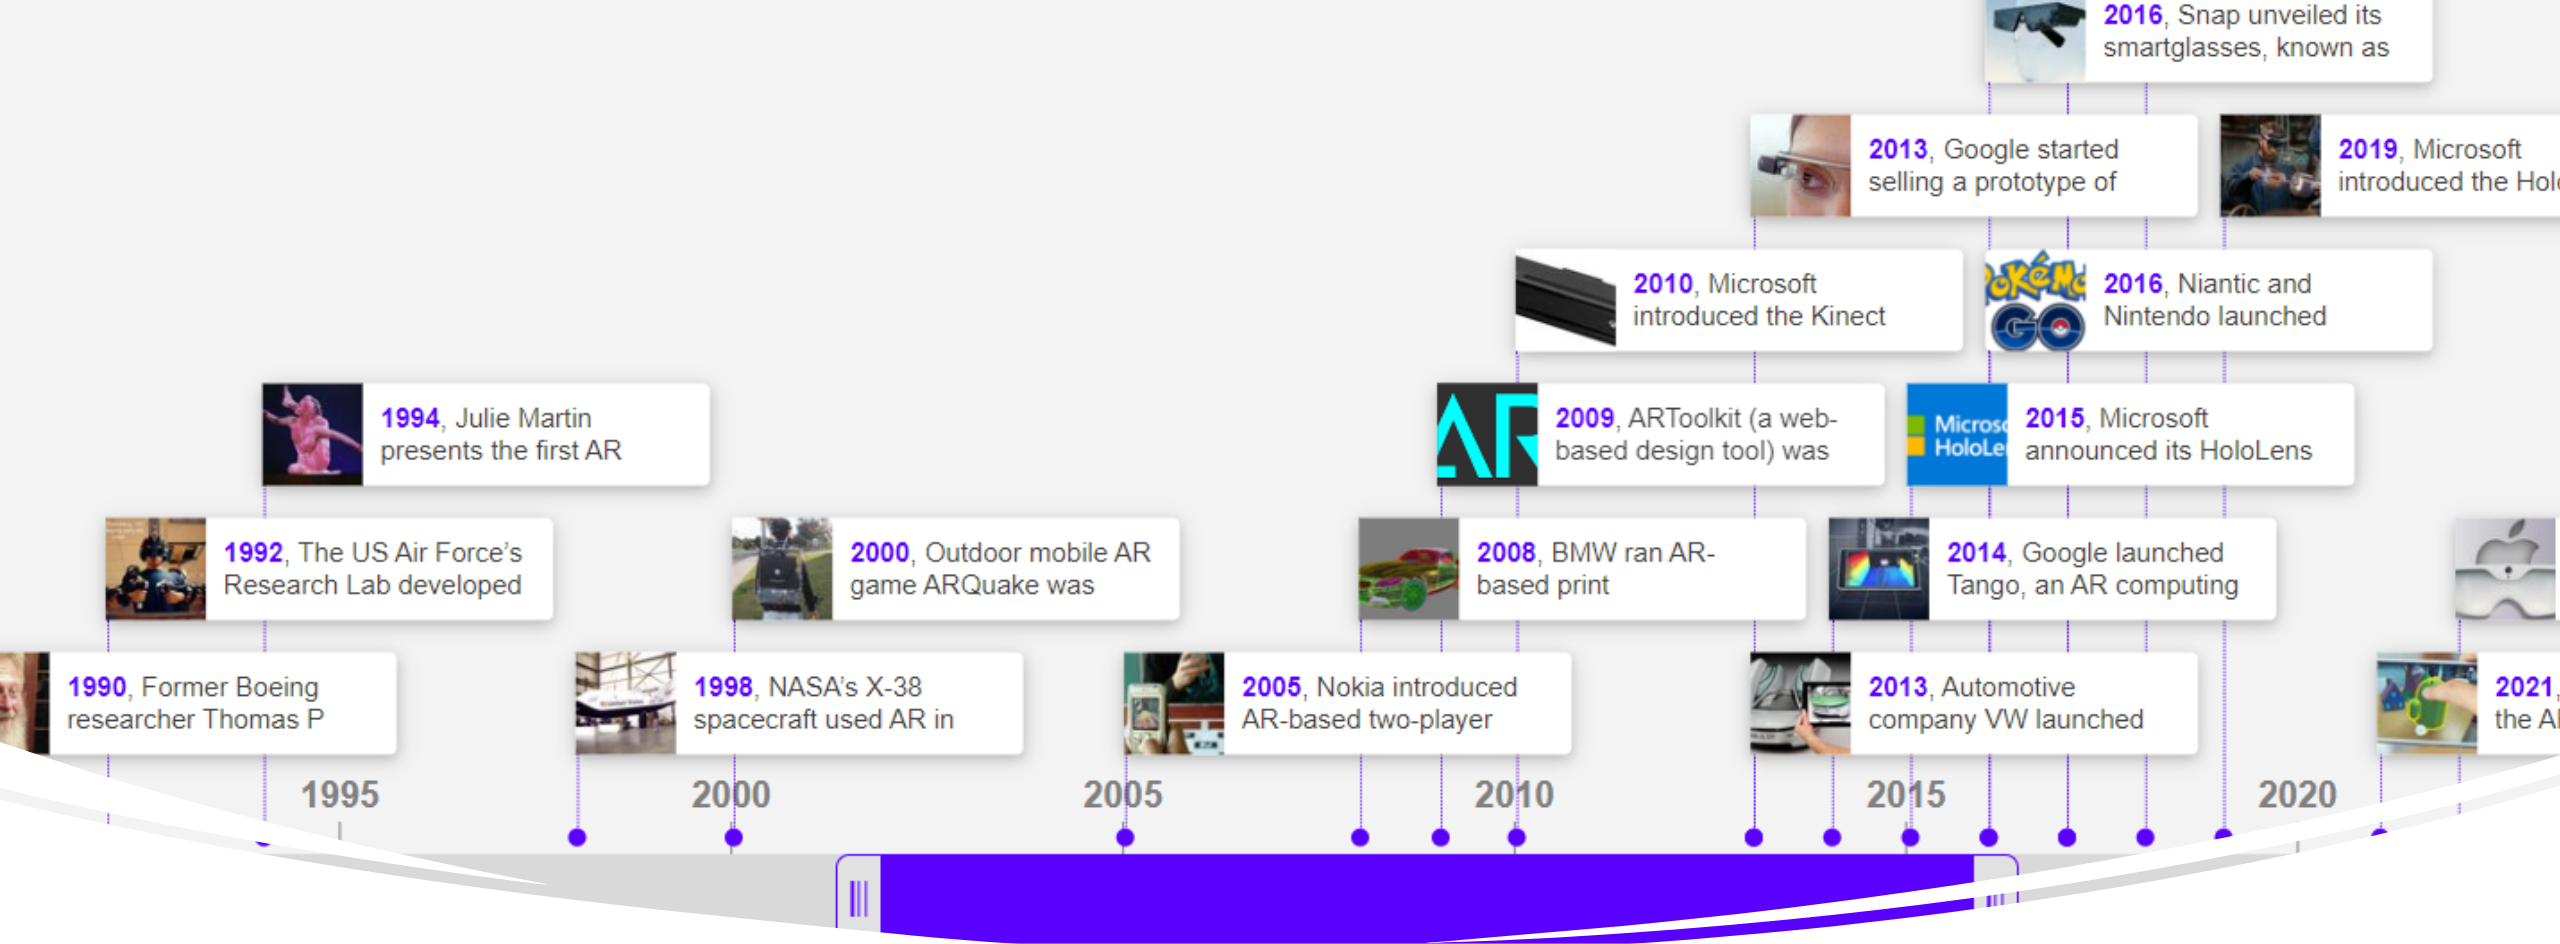 2016, Snap unveiled its
smartglasses, known as
2013, Google started
selling a prototype of
2019, Microsoft
introduced the Hol
2010, Microsoft
introduced the Kinect
POKéMO
GO
2016, Niantic and
Nintendo launched
1994, Julie Martin
presents the first AR
AR
2009, ARToolkit (a web-
based design tool) was
Microso
HoloLe
2015, Microsoft
announced its HoloLens
1992, The US Air Force’s
Research Lab developed
2000, Outdoor mobile AR
game ARQuake was
2008, BMW ran AR-
based print
2014, Google launched
Tango, an AR computing
1990, Former Boeing
researcher Thomas P
1998, NASA’s X-38
spacecraft used AR in
2005, Nokia introduced
AR-based two-player
2013, Automotive
company VW launched
2021,
the A
1995
2000
2005
2010
2015
2020